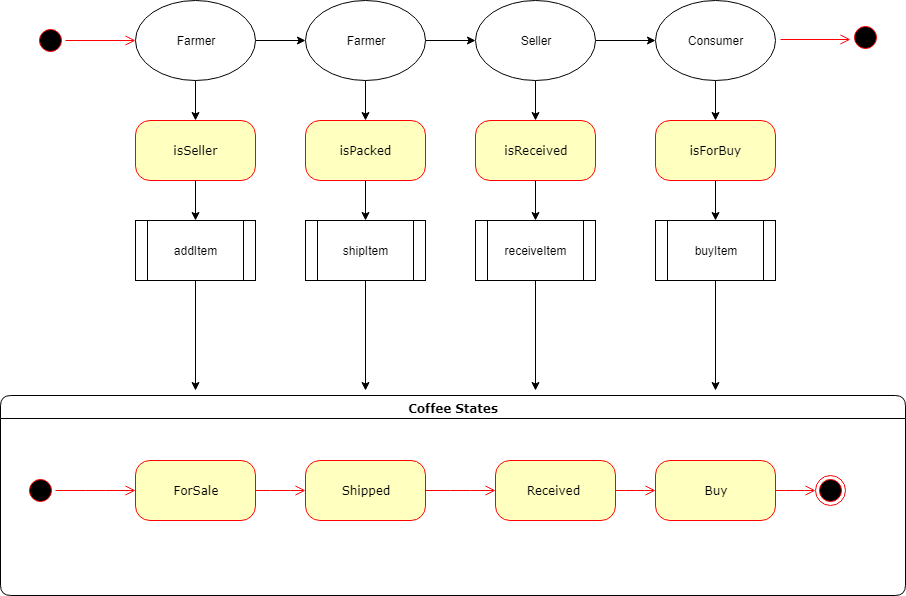 Farmer
Farmer
Seller
Consumer
isSeller
isPacked
isReceived
isForBuy
addItem
shipItem
receiveItem
buyItem
Coffee States
ForSale
Shipped
Received
Buy